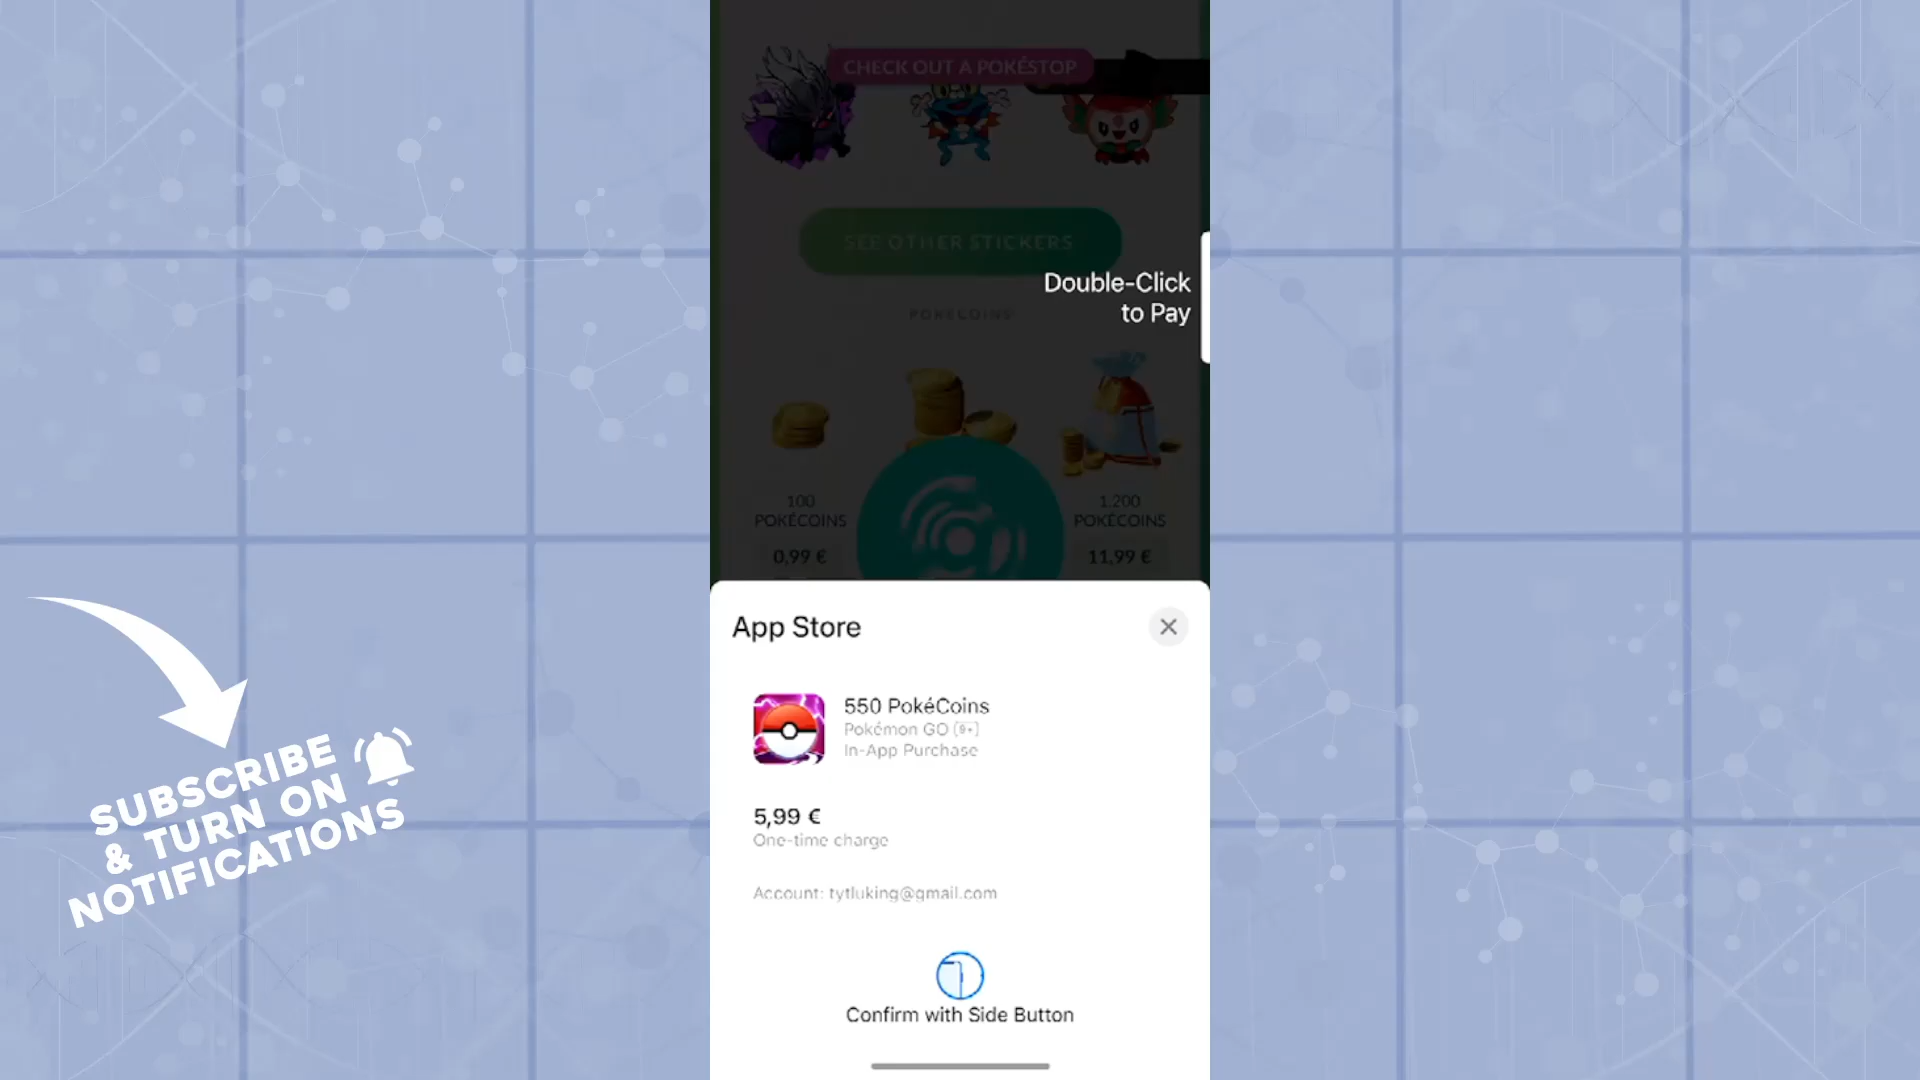 CHECK OUT A POKÉSTOP
SEE OTHER STICKERS
Double-Click
to Pay
POKÉCOINS
100
POKÉCOINS
0,99 €
1.200
POKÉCOINS
11,99 €
App Store
550 PokéCoins
Pokémon GO [9+]
In-App Purchase
5,99 €
One-time charge
Account: tytluking@gmail.com
Confirm with Side Button
SUBSCRIBE
& TURN ON
NOTIFICATIONS